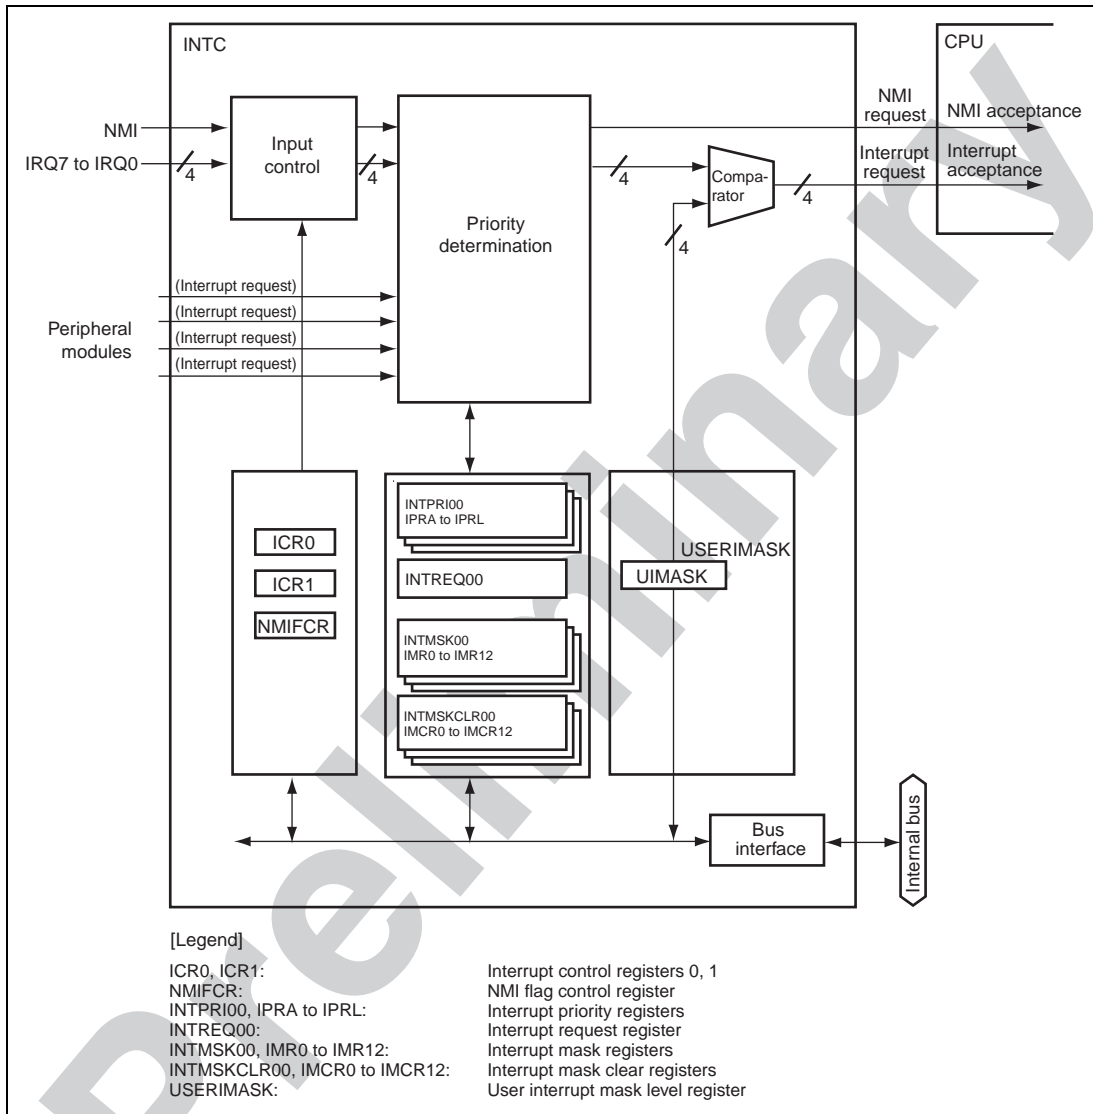 INTC
CPU
NMI
IRQ7 to IRQ0
4
Input
control
4
Priority
determination
4
Compa-
rator
4
4
NMI
request
NMI acceptance
Interrupt
request
Interrupt
acceptance
Peripheral
modules
(Interrupt request)
(Interrupt request)
(Interrupt request)
(Interrupt request)
ICR0
ICR1
NMIFCR
INTPRI00
IPRA to IPRL
INTREQ00
INTMSK00
IMR0 to IMR12
INTMSKCLR00
IMCR0 to IMCR12
USERIMASK
UIMASK
Bus
interface
Internal bus
[Legend]
ICR0, ICR1: Interrupt control registers 0, 1
NMIFCR: NMI flag control register
INTPRI00, IPRA to IPRL: Interrupt priority registers
INTREQ00: Interrupt request register
INTMSK00, IMR0 to IMR12: Interrupt mask registers
INTMSKCLR00, IMCR0 to IMCR12: Interrupt mask clear registers
USERIMASK: User interrupt mask level register
Preliminary